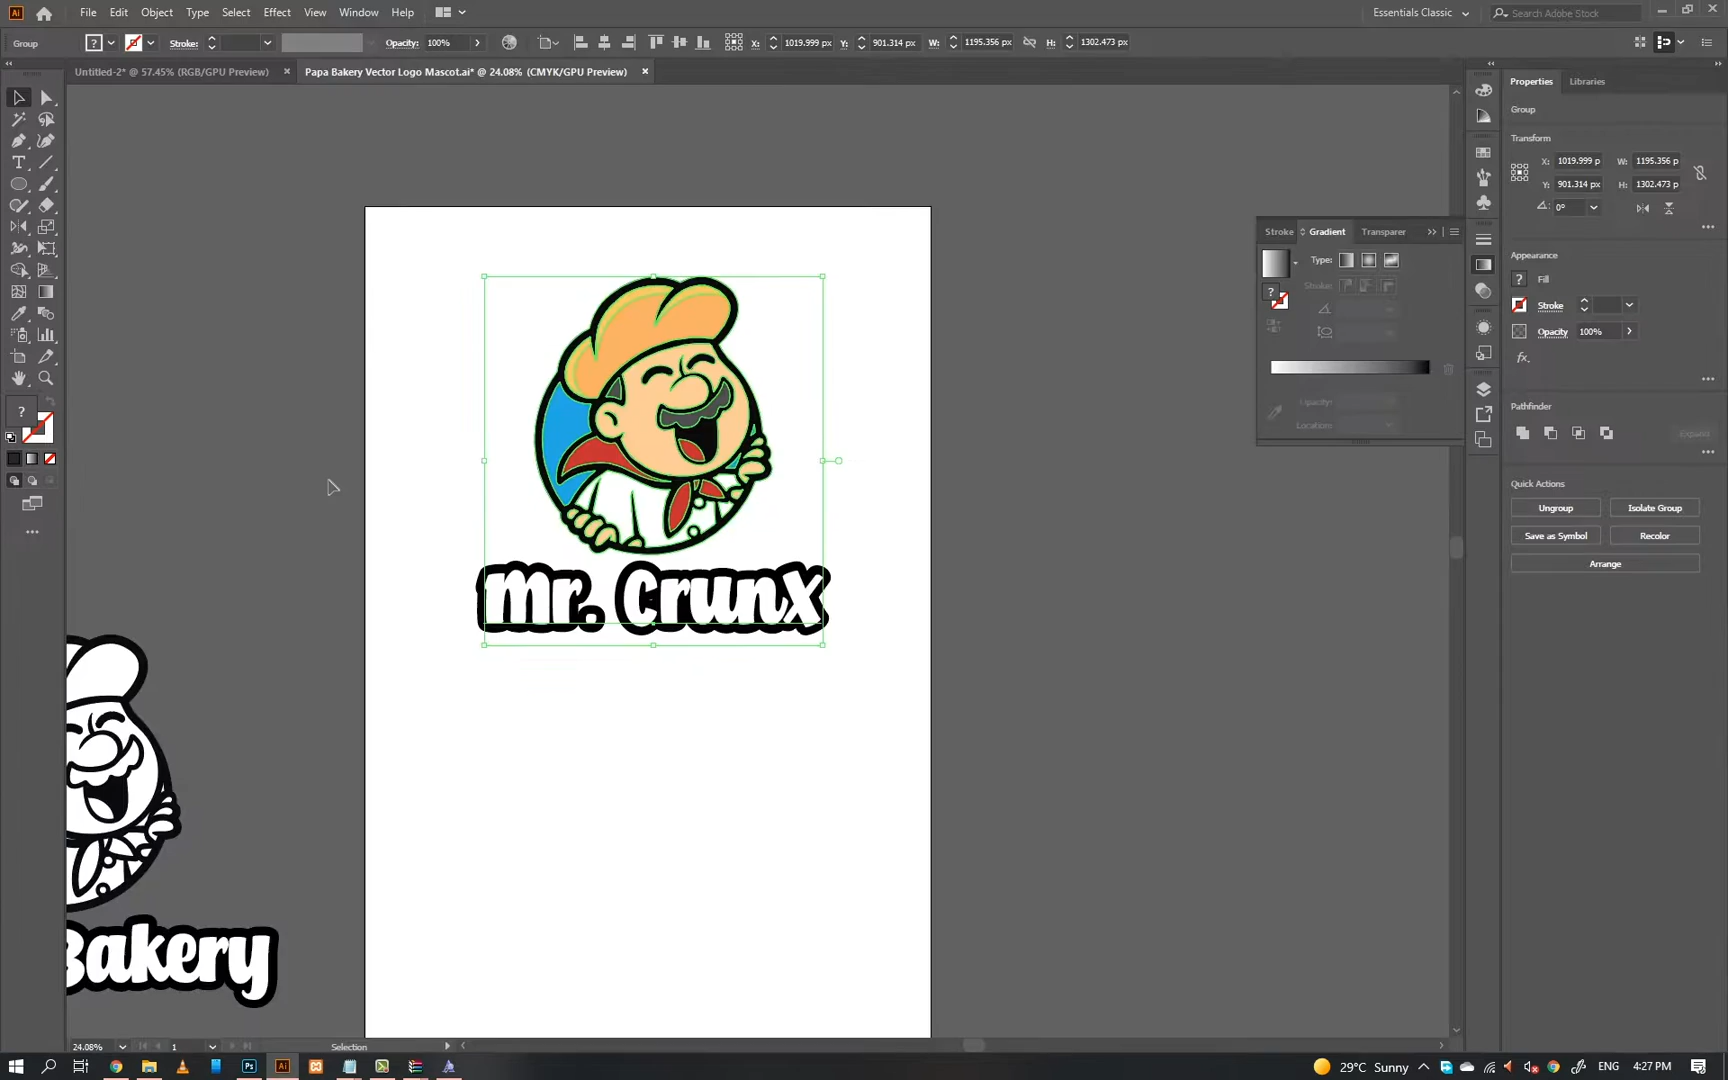 Ai File Edit Object Type Select Effect View Window Help Essentials Classic Search Adobe Stock
Group ? Stroke: Opacity: 100% X: 1019.999 px Y: 901.314 px W: 1195.356 px H: 1302.473 px
Untitled-2* @ 57.45% (RGB/GPU Preview) Papa Bakery Vector Logo Mascot.ai* @ 24.08% (CMYK/GPU Preview)
Properties Libraries
Group
Transform
X: 1019.999 p W: 1195.356 p
Y: 901.314 px H: 1302.473 p
0°
Stroke Gradient Transparer
Type:
Stroke:
Opacity:
Location:
Appearance
? Fill
Stroke
Opacity 100%
fx.
Pathfinder
Expand
Quick Actions
Ungroup Isolate Group
Save as Symbol Recolor
Arrange
?
Mr. Crunx
Bakery
24.08% 1 Selection
Ps Ai 29°C Sunny ENG 4:27 PM